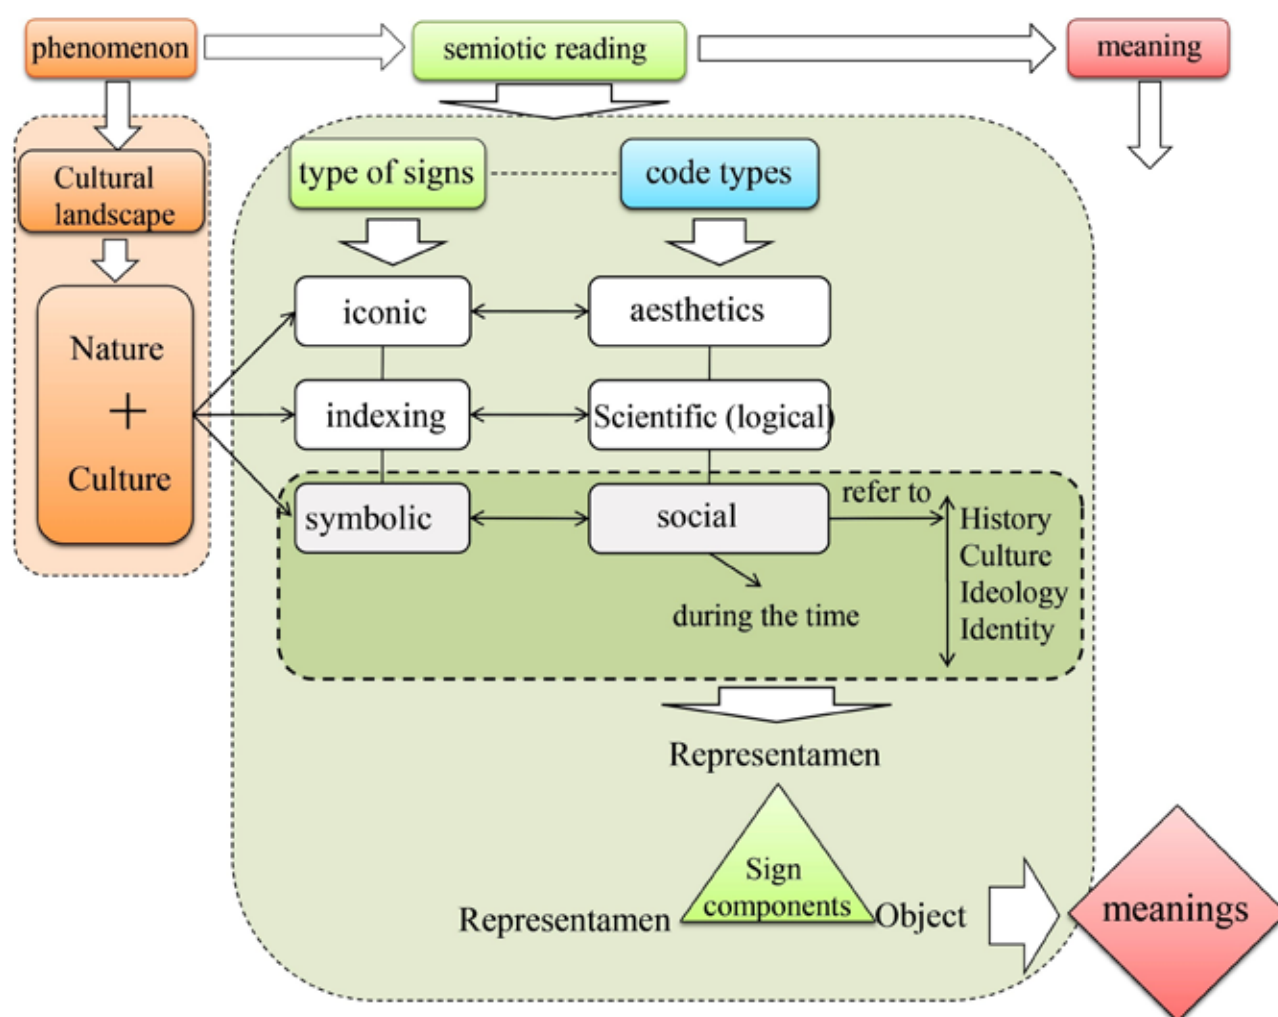 phenomenon
semiotic reading
meaning
Cultural
landscape
type of signs
code types
Nature
+
Culture
iconic
aesthetics
indexing
Scientific (logical)
symbolic
social
refer to
History
Culture
Ideology
Identity
during the time
Representamen
Sign
components
Representamen
Object
meanings